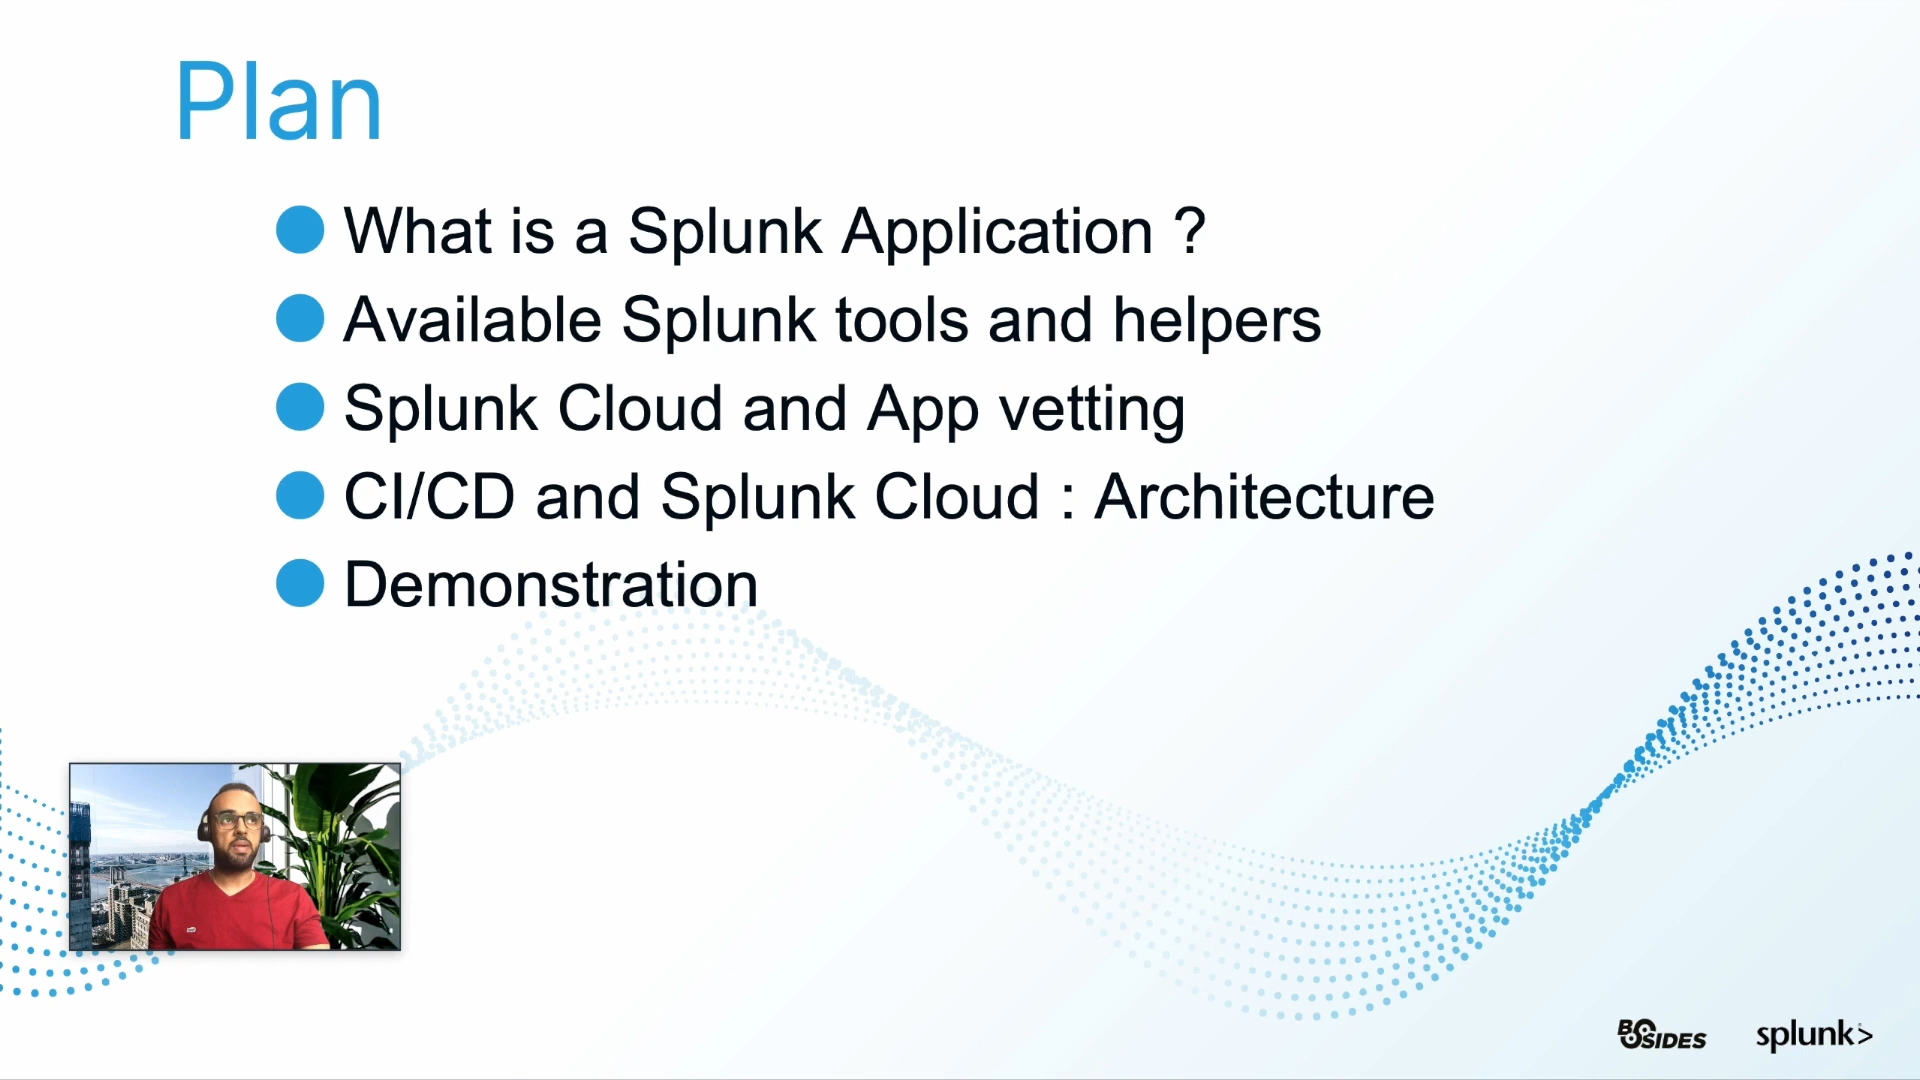 Plan
What is a Splunk Application ?
Available Splunk tools and helpers
Splunk Cloud and App vetting
CI/CD and Splunk Cloud : Architecture
Demonstration
BSIDES
splunk>